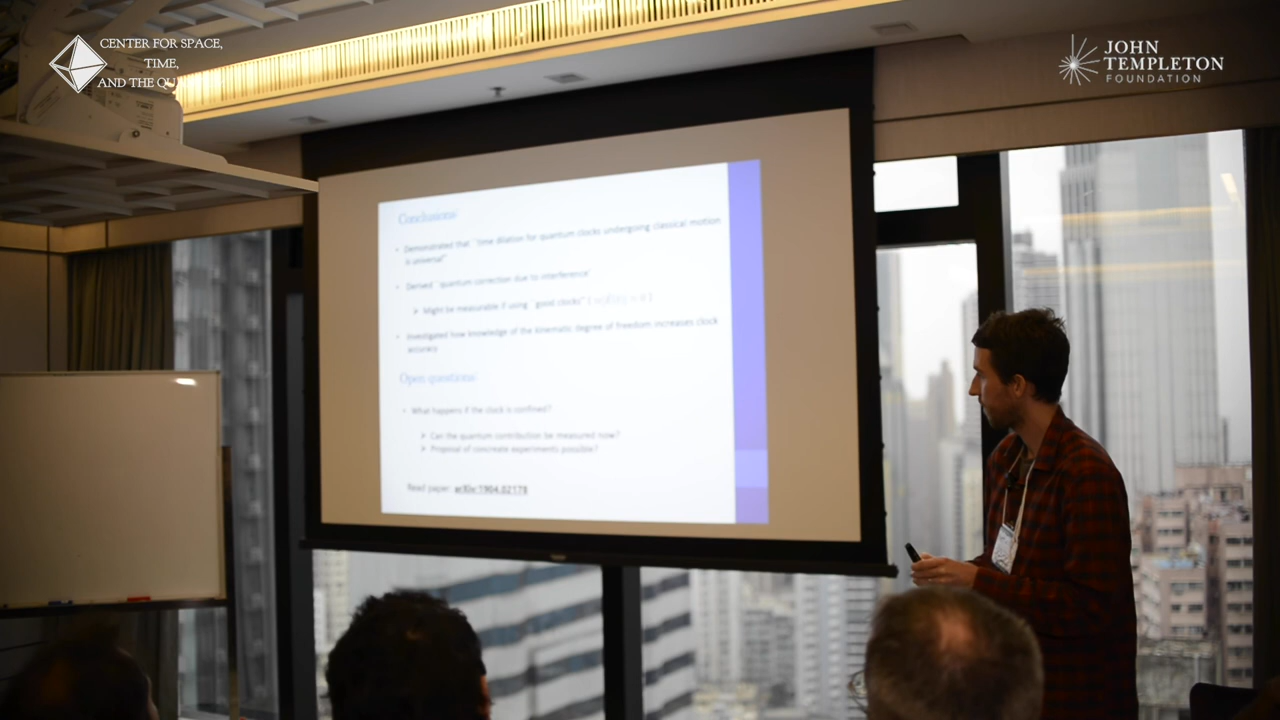 CENTER FOR SPACE,
TIME,
AND THE QU
JOHN
TEMPLETON
FOUNDATION
Conclusions
• Demonstrated that "time dilation for quantum clocks undergoing classical motion
is universal"
• Derived "quantum correction due to interference"
➤ Might be measurable if using "good clocks" (
• Investigated how knowledge of the kinematic degree of freedom increases clock
accuracy
Open questions
• What happens if the clock is confined?
➤ Can the quantum contribution be measured now?
➤ Proposal of concreate experiments possible?
Read paper: arXiv:1904.02178